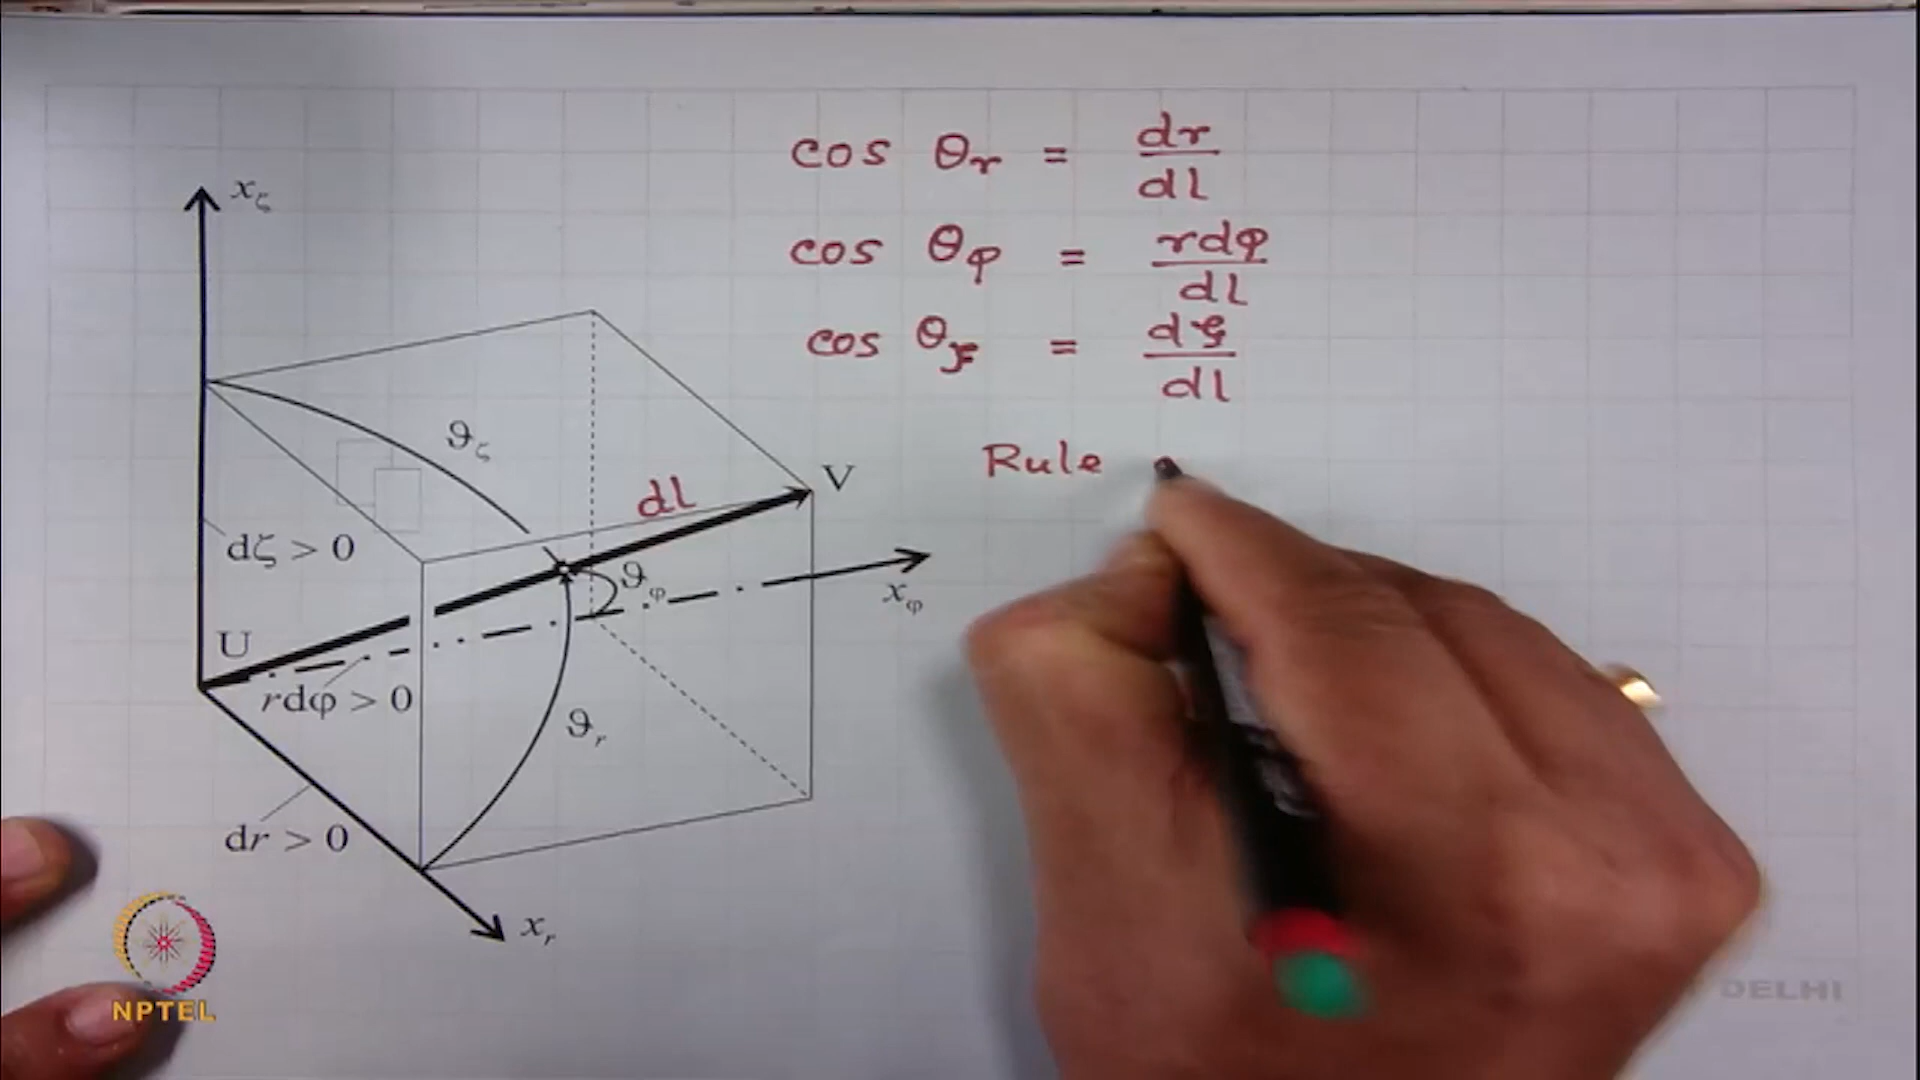 cos θr = dr/dl
cos θφ = rdφ/dl
cos θζ = dζ/dl
Rule
xζ
ϑζ
dl
V
dζ > 0
ϑφ
xφ
U
rdφ > 0
ϑr
dr > 0
xr
NPTEL
DELHI